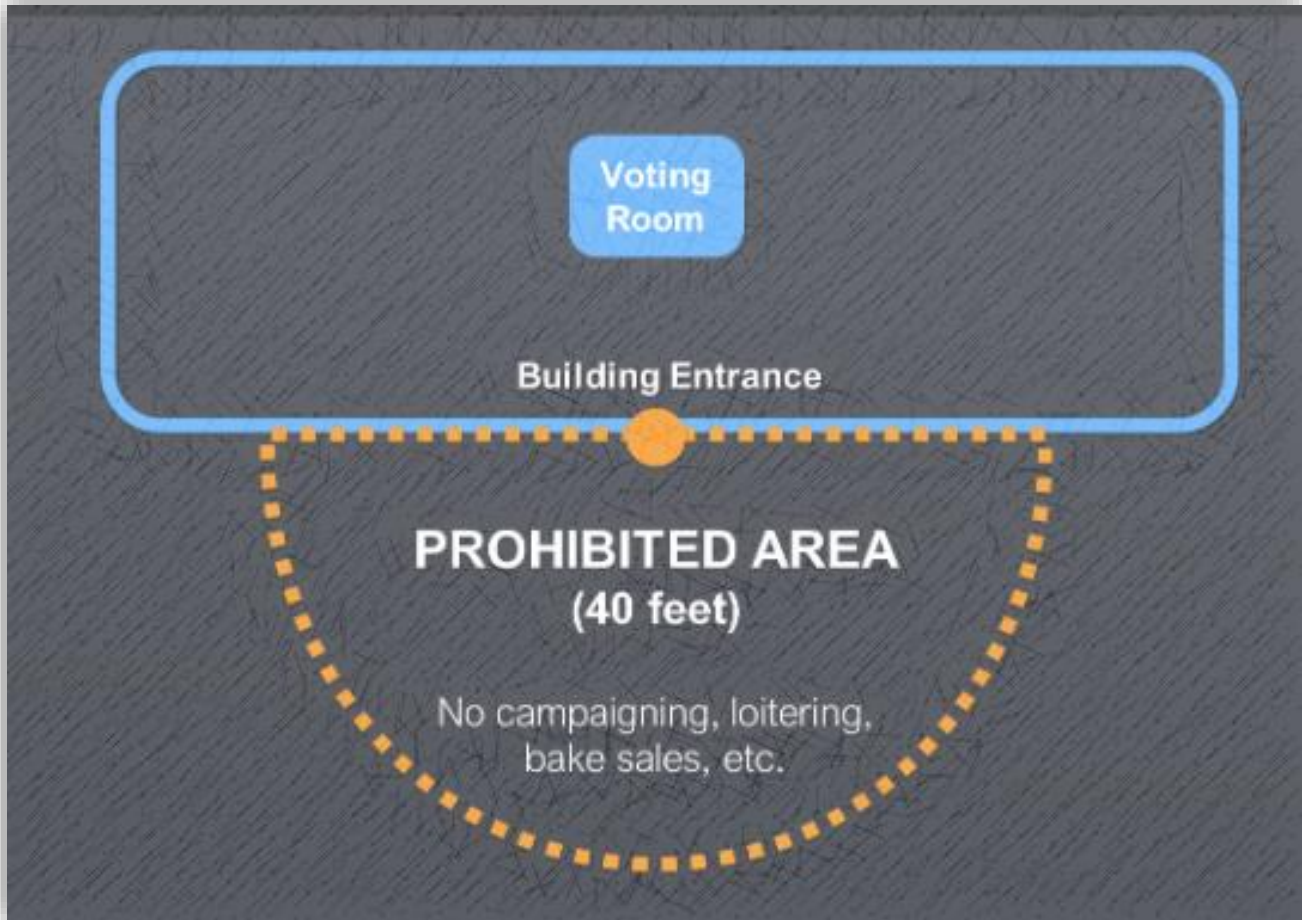 Voting
Room
Building Entrance
PROHIBITED AREA
(40 feet)
No campaigning, loitering,
bake sales, etc.